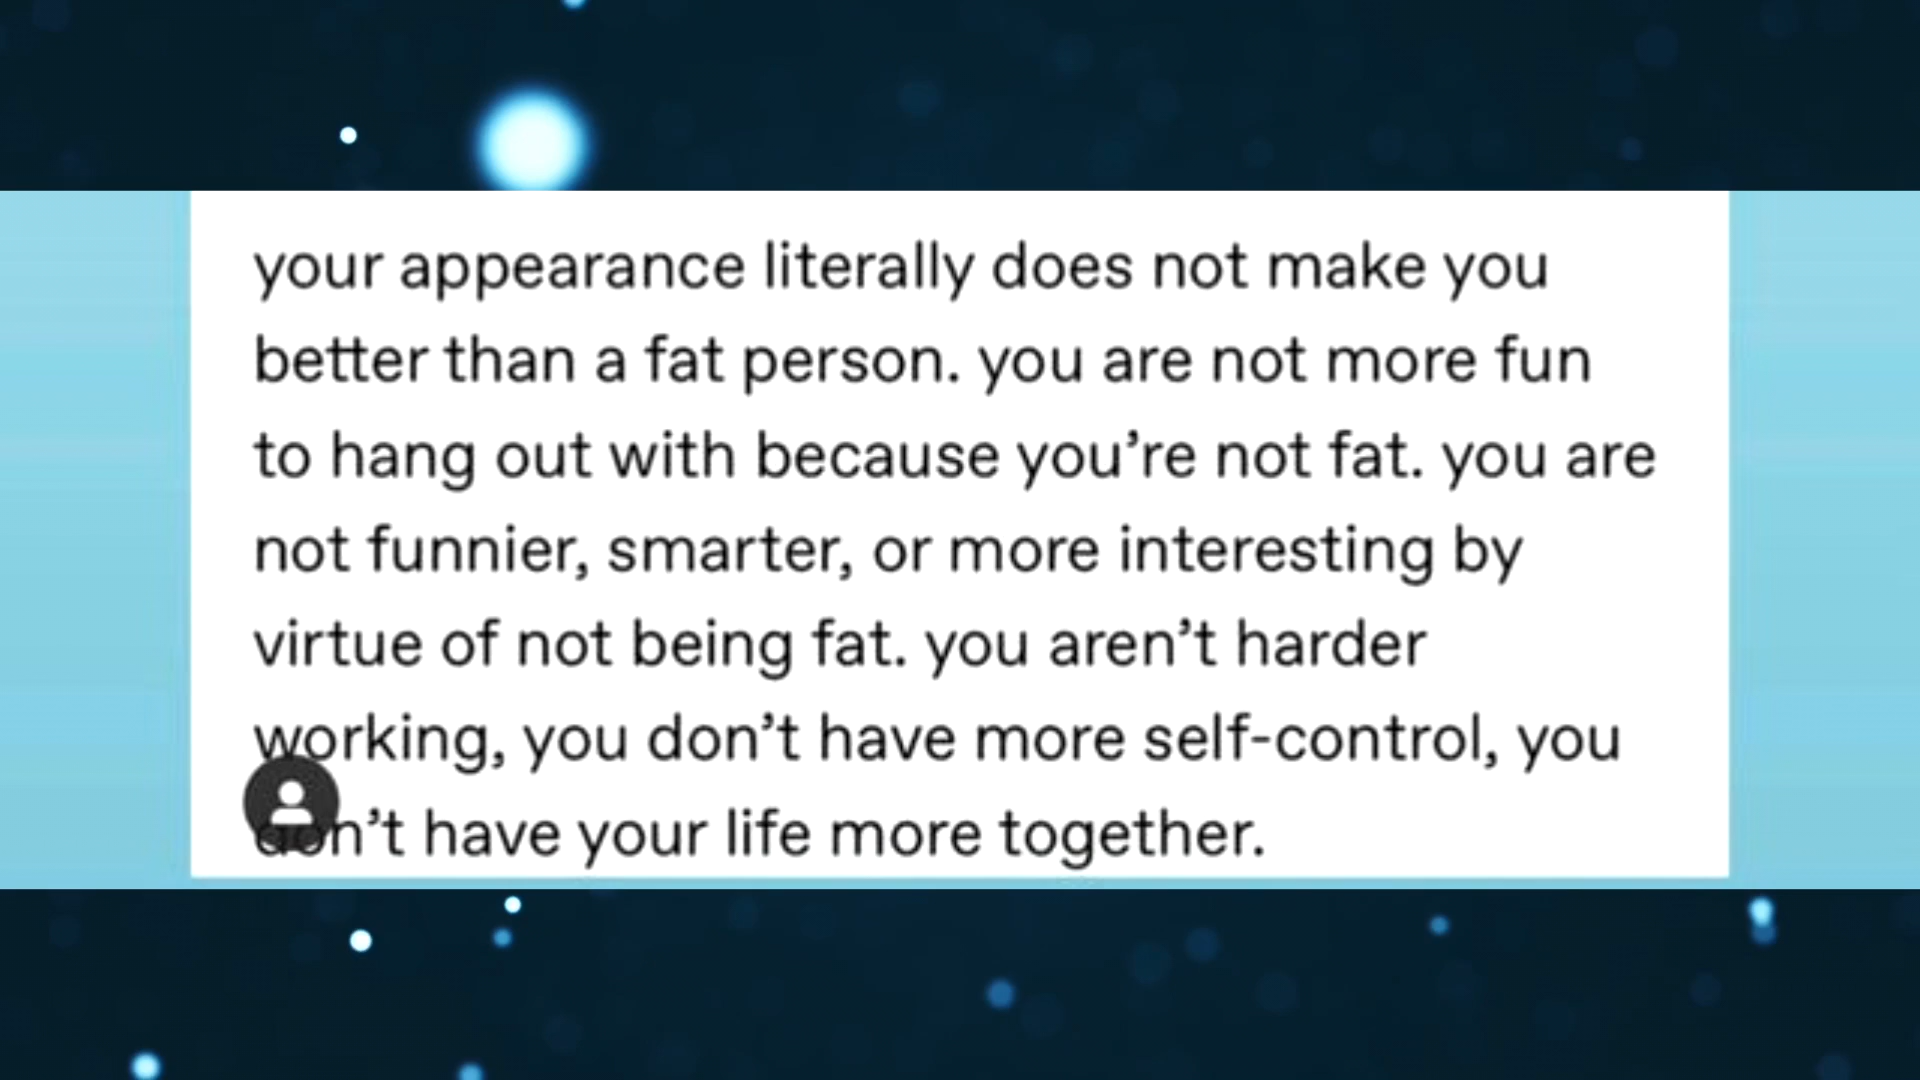 your appearance literally does not make you
better than a fat person. you are not more fun
to hang out with because you’re not fat. you are
not funnier, smarter, or more interesting by
virtue of not being fat. you aren’t harder
working, you don’t have more self-control, you
don’t have your life more together.